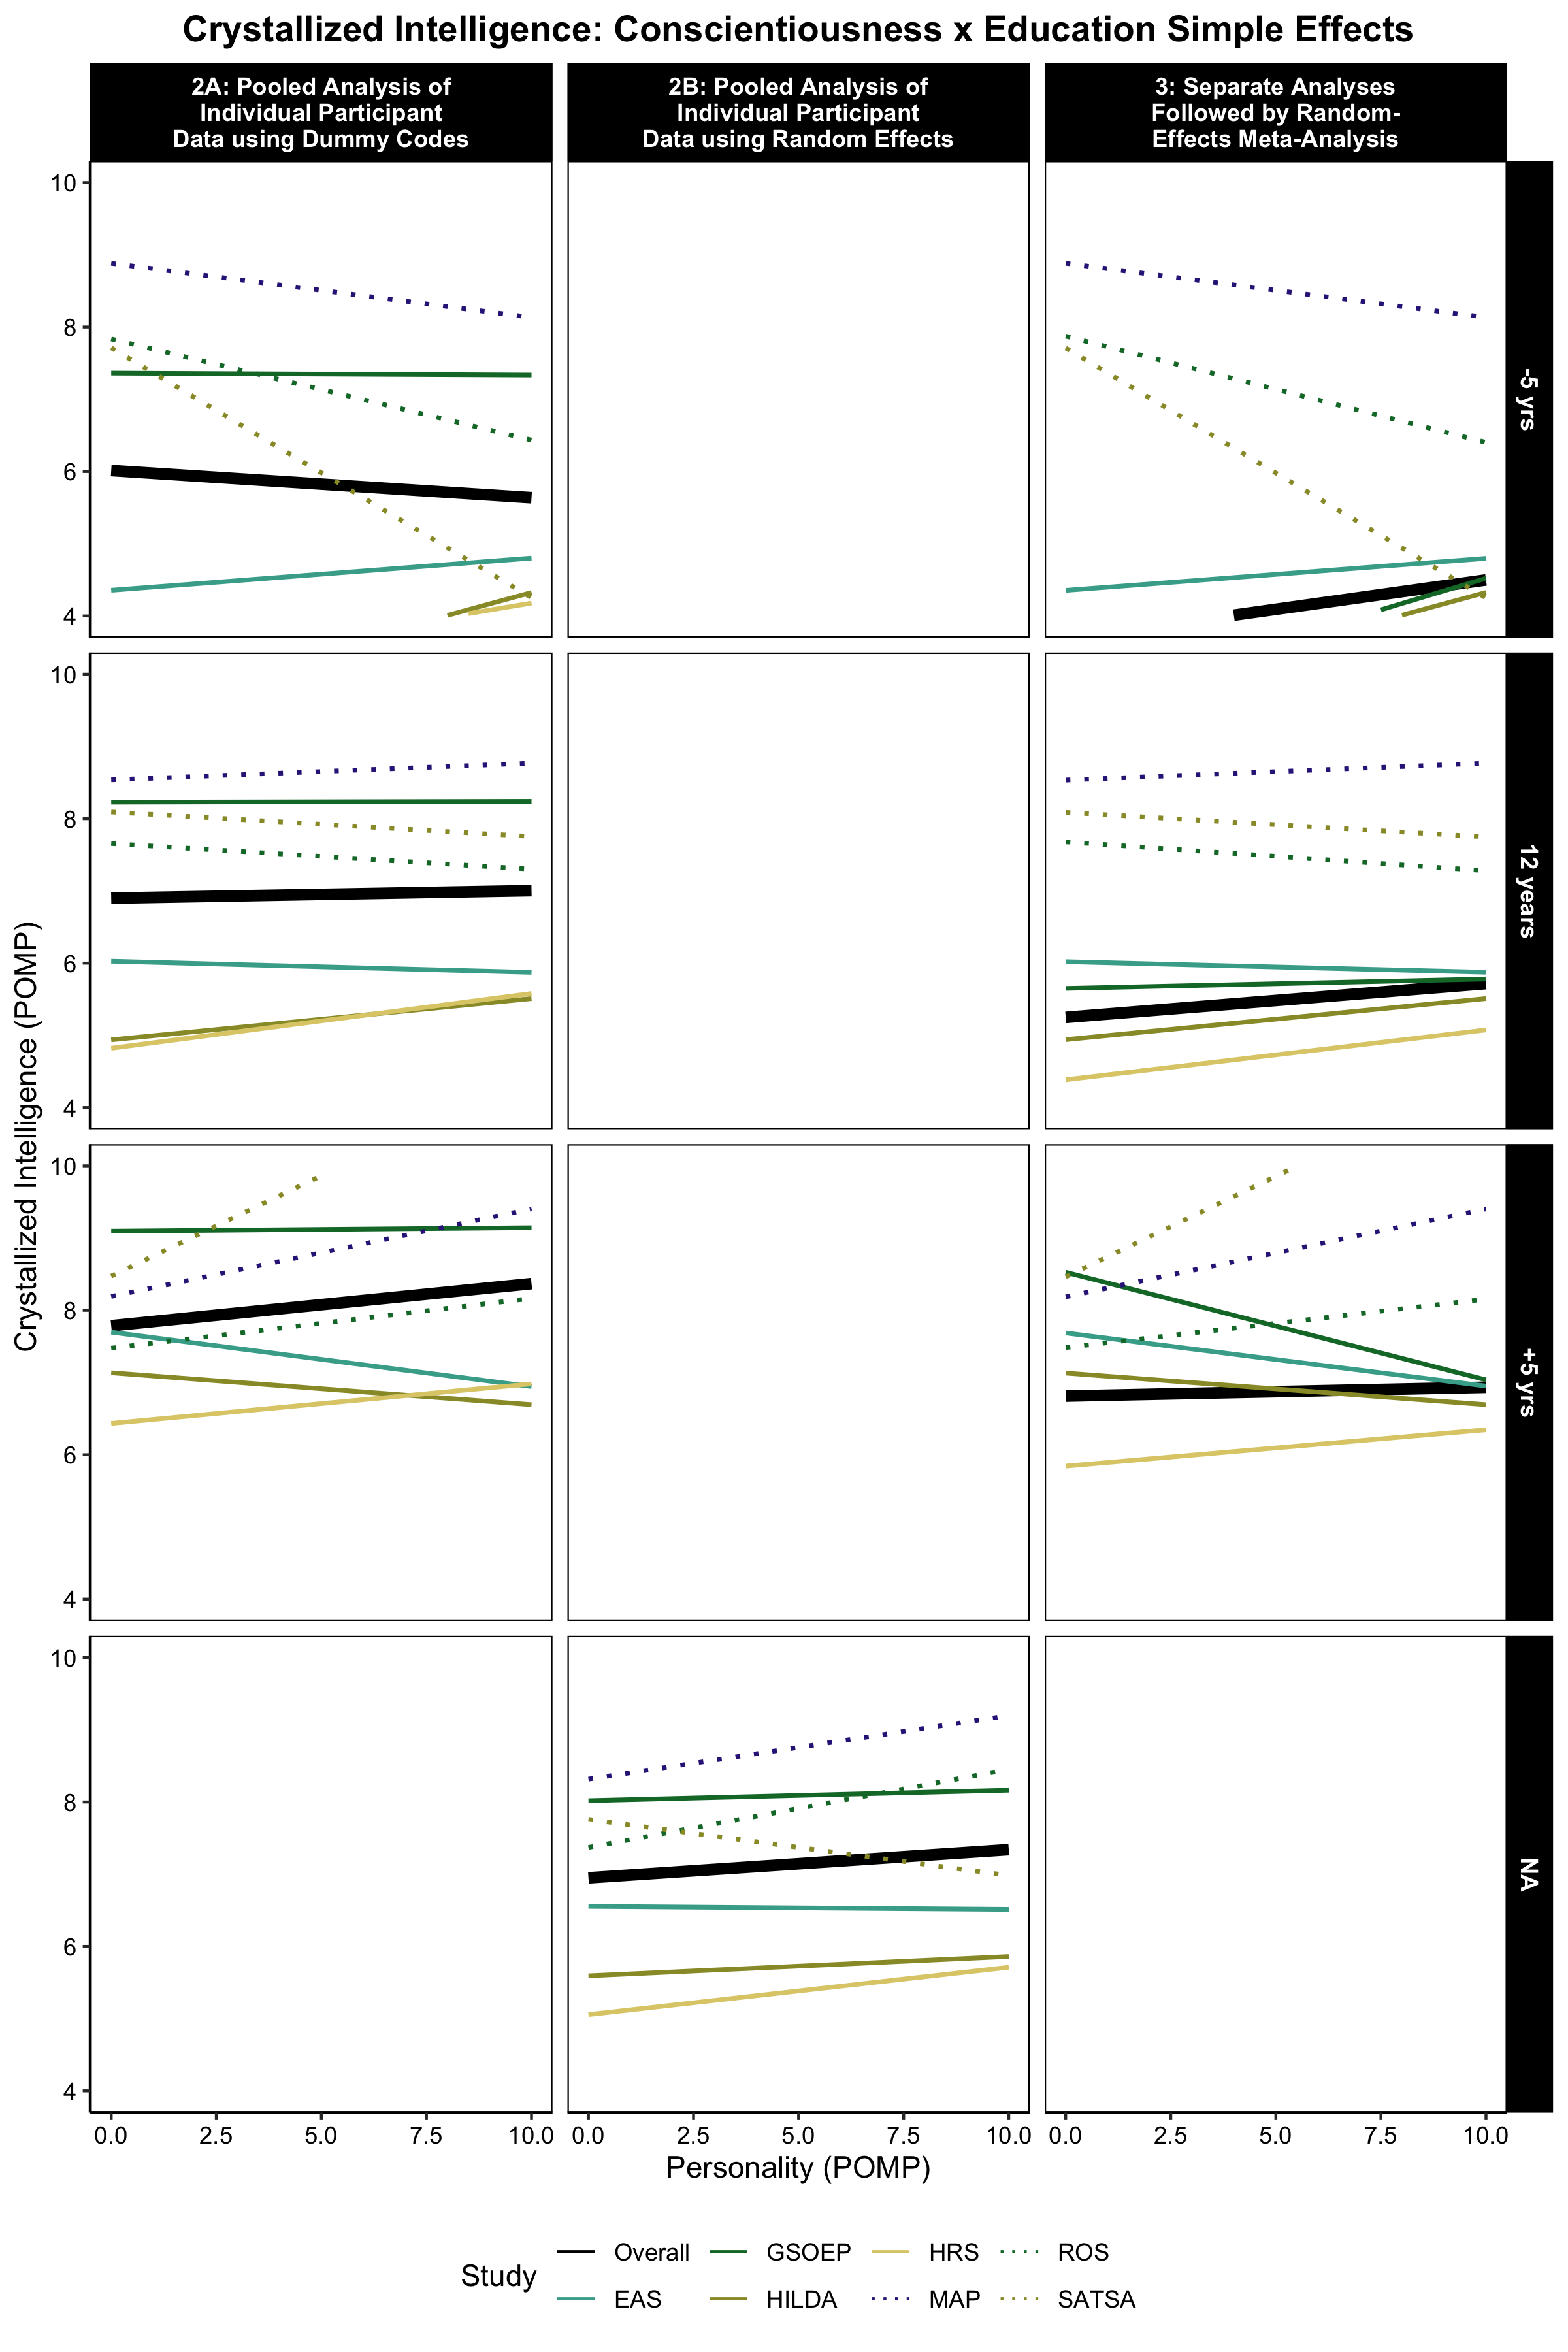 Crystallized Intelligence: Conscientiousness x Education Simple Effects
2A: Pooled Analysis of
Individual Participant
Data using Dummy Codes
2B: Pooled Analysis of
Individual Participant
Data using Random Effects
3: Separate Analyses
Followed by Random-
Effects Meta-Analysis
10
8
6
4
-5 yrs
10
8
6
4
12 years
10
8
6
4
+5 yrs
10
8
6
4
NA
Crystallized Intelligence (POMP)
0.0 2.5 5.0 7.5 10.0
0.0 2.5 5.0 7.5 10.0
0.0 2.5 5.0 7.5 10.0
Personality (POMP)
Study
Overall GSOEP HRS ROS
EAS HILDA MAP SATSA